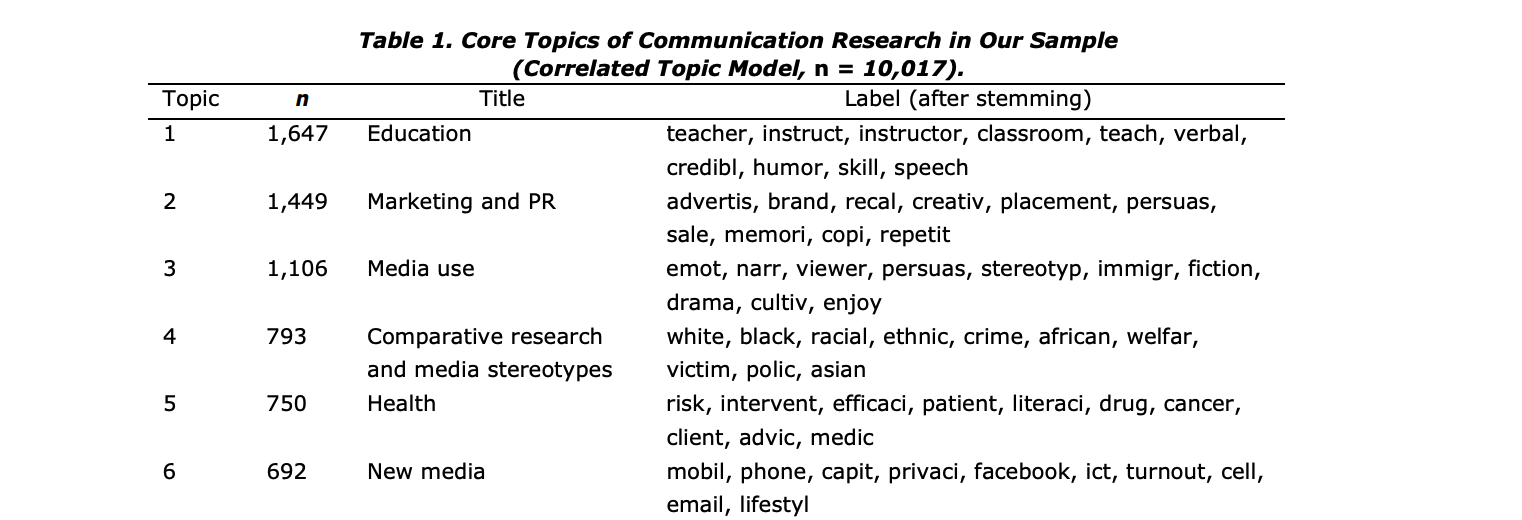 Table 1. Core Topics of Communication Research in Our Sample
(Correlated Topic Model, n = 10,017).
Topic n Title Label (after stemming)
1 1,647 Education teacher, instruct, instructor, classroom, teach, verbal,
credibl, humor, skill, speech
2 1,449 Marketing and PR advertis, brand, recal, creativ, placement, persuas,
sale, memori, copi, repetit
3 1,106 Media use emot, narr, viewer, persuas, stereotyp, immigr, fiction,
drama, cultiv, enjoy
4 793 Comparative research white, black, racial, ethnic, crime, african, welfar,
and media stereotypes victim, polic, asian
5 750 Health risk, intervent, efficaci, patient, literaci, drug, cancer,
client, advic, medic
6 692 New media mobil, phone, capit, privaci, facebook, ict, turnout, cell,
email, lifestyl